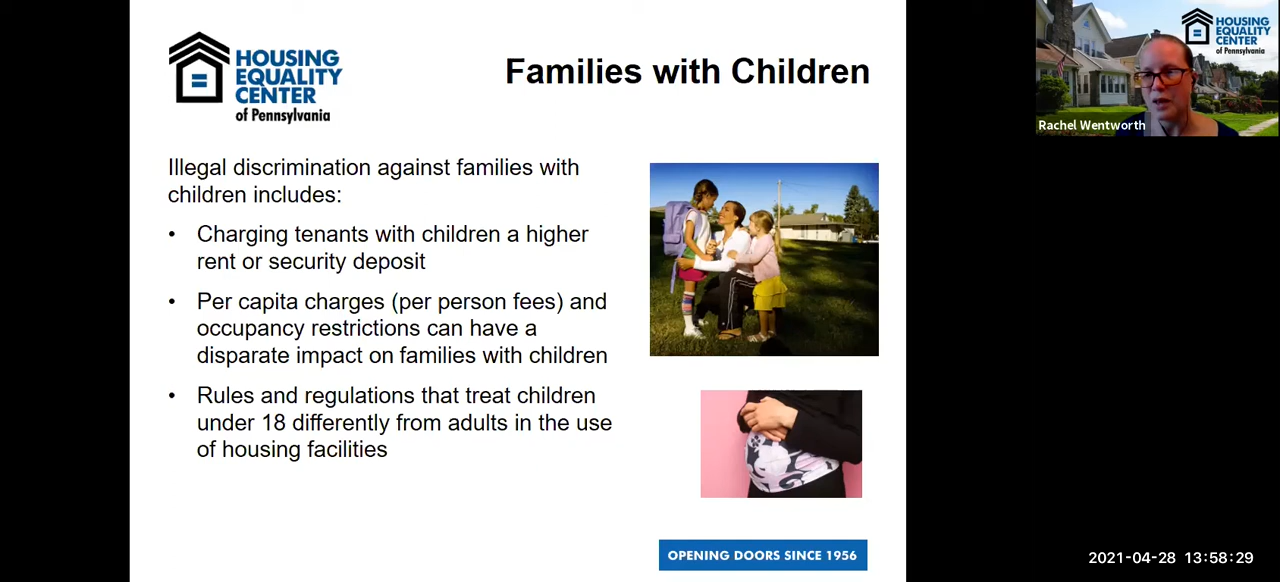 HOUSING
EQUALITY
CENTER
of Pennsylvania
Families with Children
Illegal discrimination against families with
children includes:
• Charging tenants with children a higher
rent or security deposit
• Per capita charges (per person fees) and
occupancy restrictions can have a
disparate impact on families with children
• Rules and regulations that treat children
under 18 differently from adults in the use
of housing facilities
OPENING DOORS SINCE 1956
HOUSING
EQUALITY
CENTER
of Pennsylvania
Rachel Wentworth
2021-04-28 13:58:29